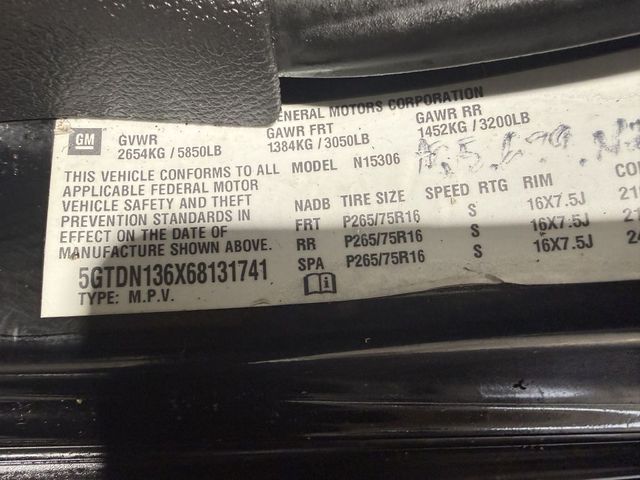 GENERAL MOTORS CORPORATION
GM
GVWR GAWR FRT GAWR RR
2654KG / 5850LB 1384KG / 3050LB 1452KG / 3200LB
THIS VEHICLE CONFORMS TO ALL MODEL N15306
APPLICABLE FEDERAL MOTOR
VEHICLE SAFETY AND THEFT
PREVENTION STANDARDS IN
EFFECT ON THE DATE OF
MANUFACTURE SHOWN ABOVE.
NADB TIRE SIZE SPEED RTG RIM
FRT P265/75R16 S 16X7.5J
RR P265/75R16 S 16X7.5J
SPA P265/75R16 S 16X7.5J
5GTDN136X68131741
TYPE: M.P.V.